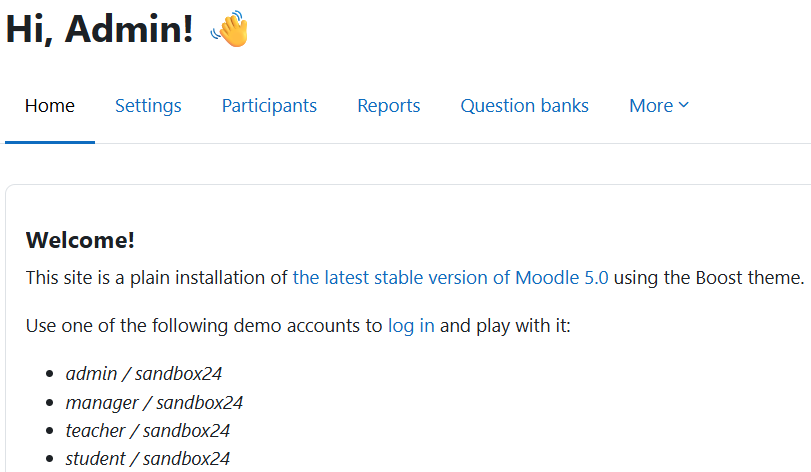 Hi, Admin! 👋
Home Settings Participants Reports Question banks More
Welcome!
This site is a plain installation of the latest stable version of Moodle 5.0 using the Boost theme.
Use one of the following demo accounts to log in and play with it:
• admin / sandbox24
• manager / sandbox24
• teacher / sandbox24
• student / sandbox24